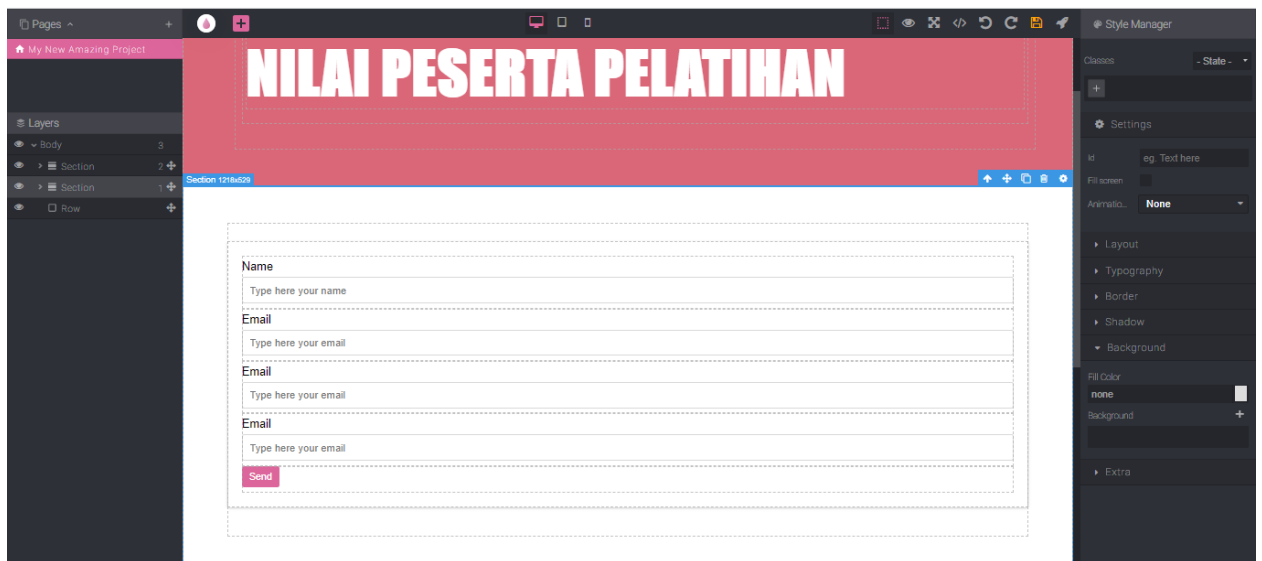 Pages
My New Amazing Project
Layers
Body 3
Section 2
Section 1
Row
NILAI PESERTA PELATIHAN
Section 1218x529
Name
Type here your name
Email
Type here your email
Email
Type here your email
Email
Type here your email
Send
Style Manager
Classes - State -
Settings
Id eg. Text here
Fill screen
Animatio... None
Layout
Typography
Border
Shadow
Background
Fill Color
none
Background
Extra